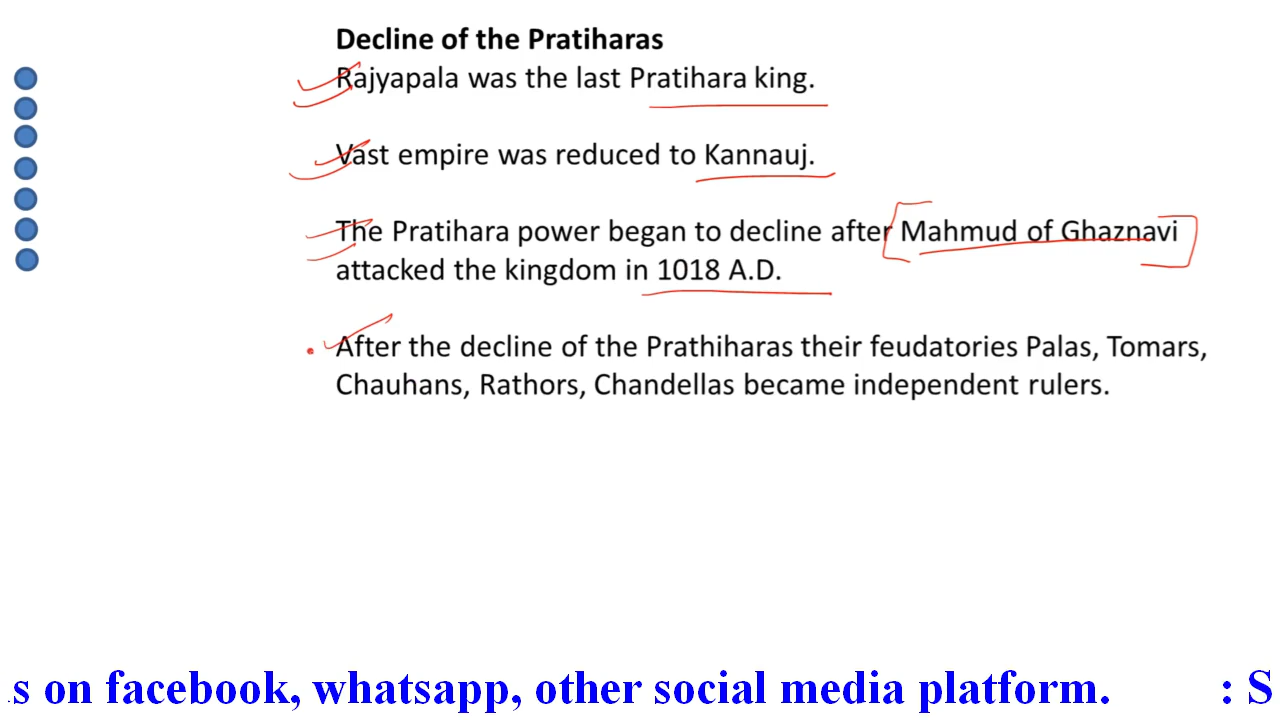 Decline of the Pratiharas
Rajyapala was the last Pratihara king.
Vast empire was reduced to Kannauj.
The Pratihara power began to decline after Mahmud of Ghaznavi
attacked the kingdom in 1018 A.D.
After the decline of the Prathiharas their feudatories Palas, Tomars,
Chauhans, Rathors, Chandellas became independent rulers.
s on facebook, whatsapp, other social media platform. : S